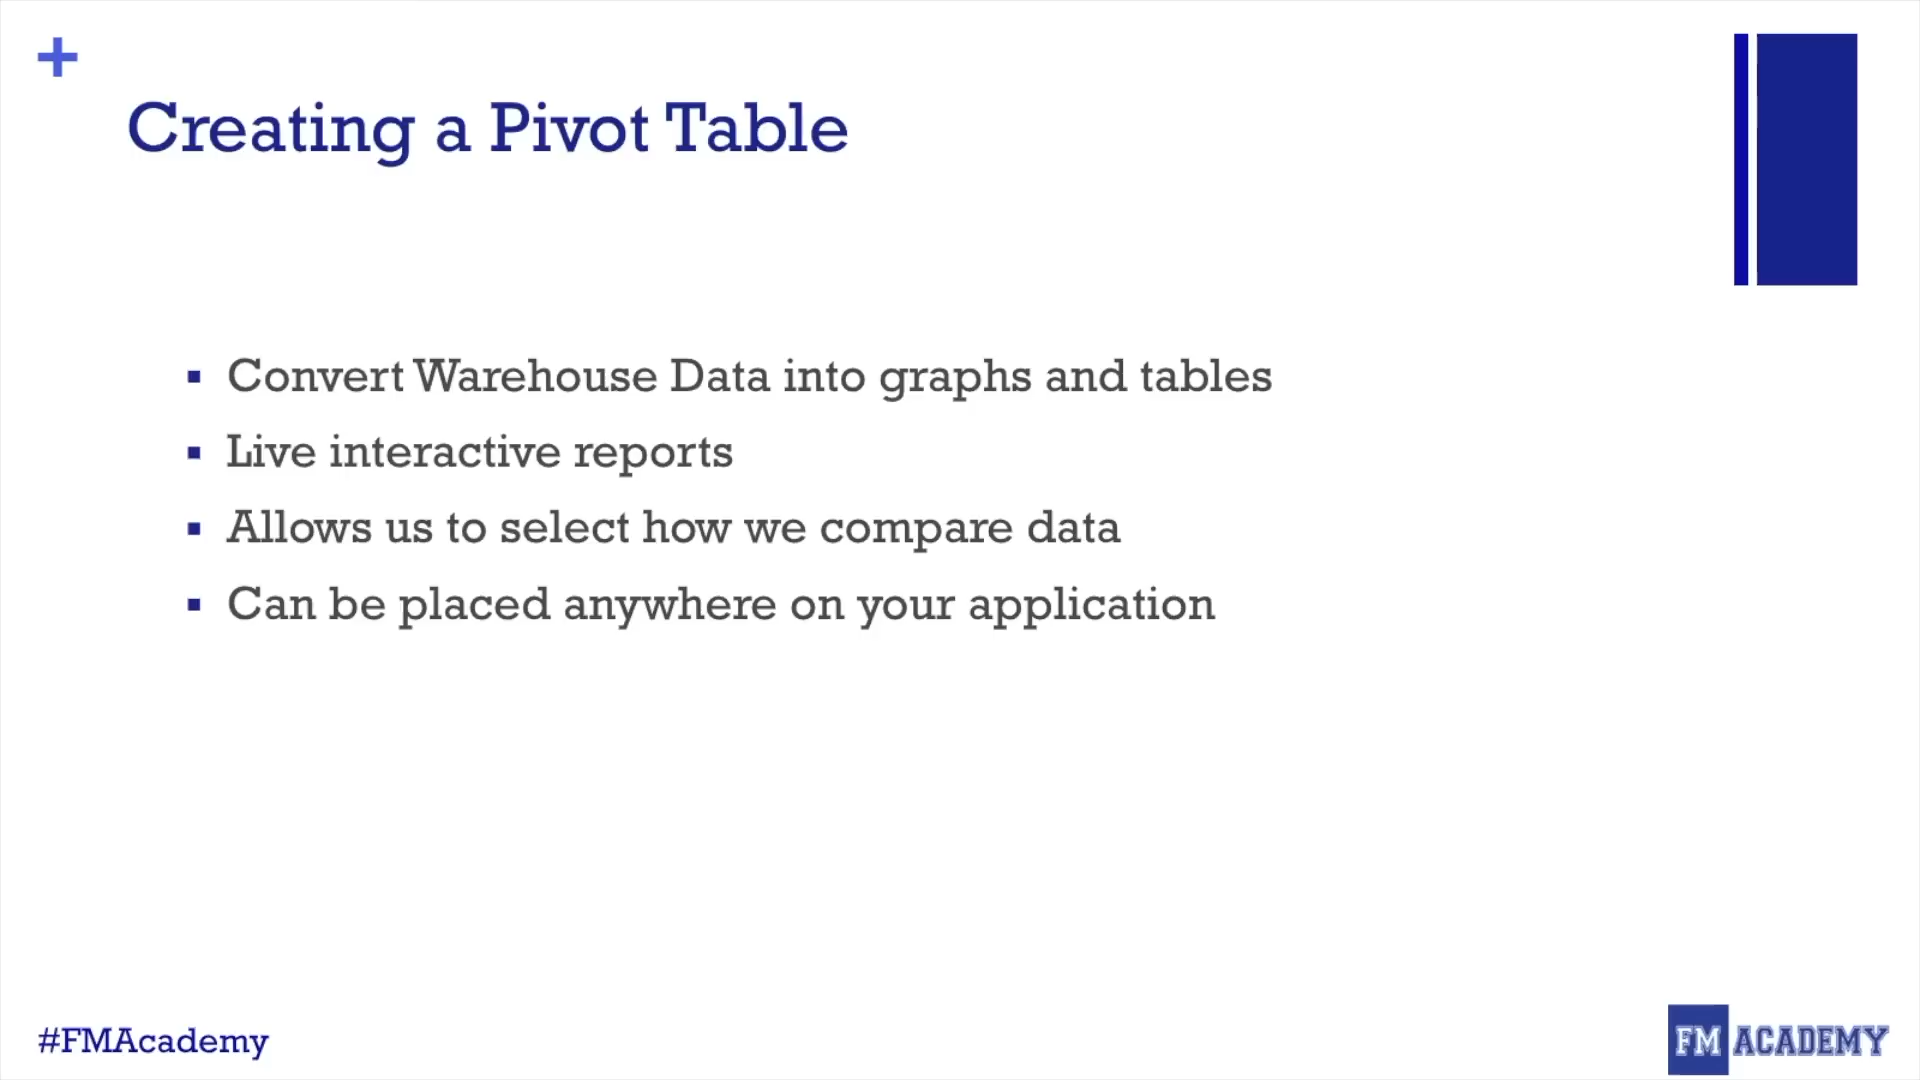 +
Creating a Pivot Table
▪ Convert Warehouse Data into graphs and tables
▪ Live interactive reports
▪ Allows us to select how we compare data
▪ Can be placed anywhere on your application
#FMAcademy
FM ACADEMY